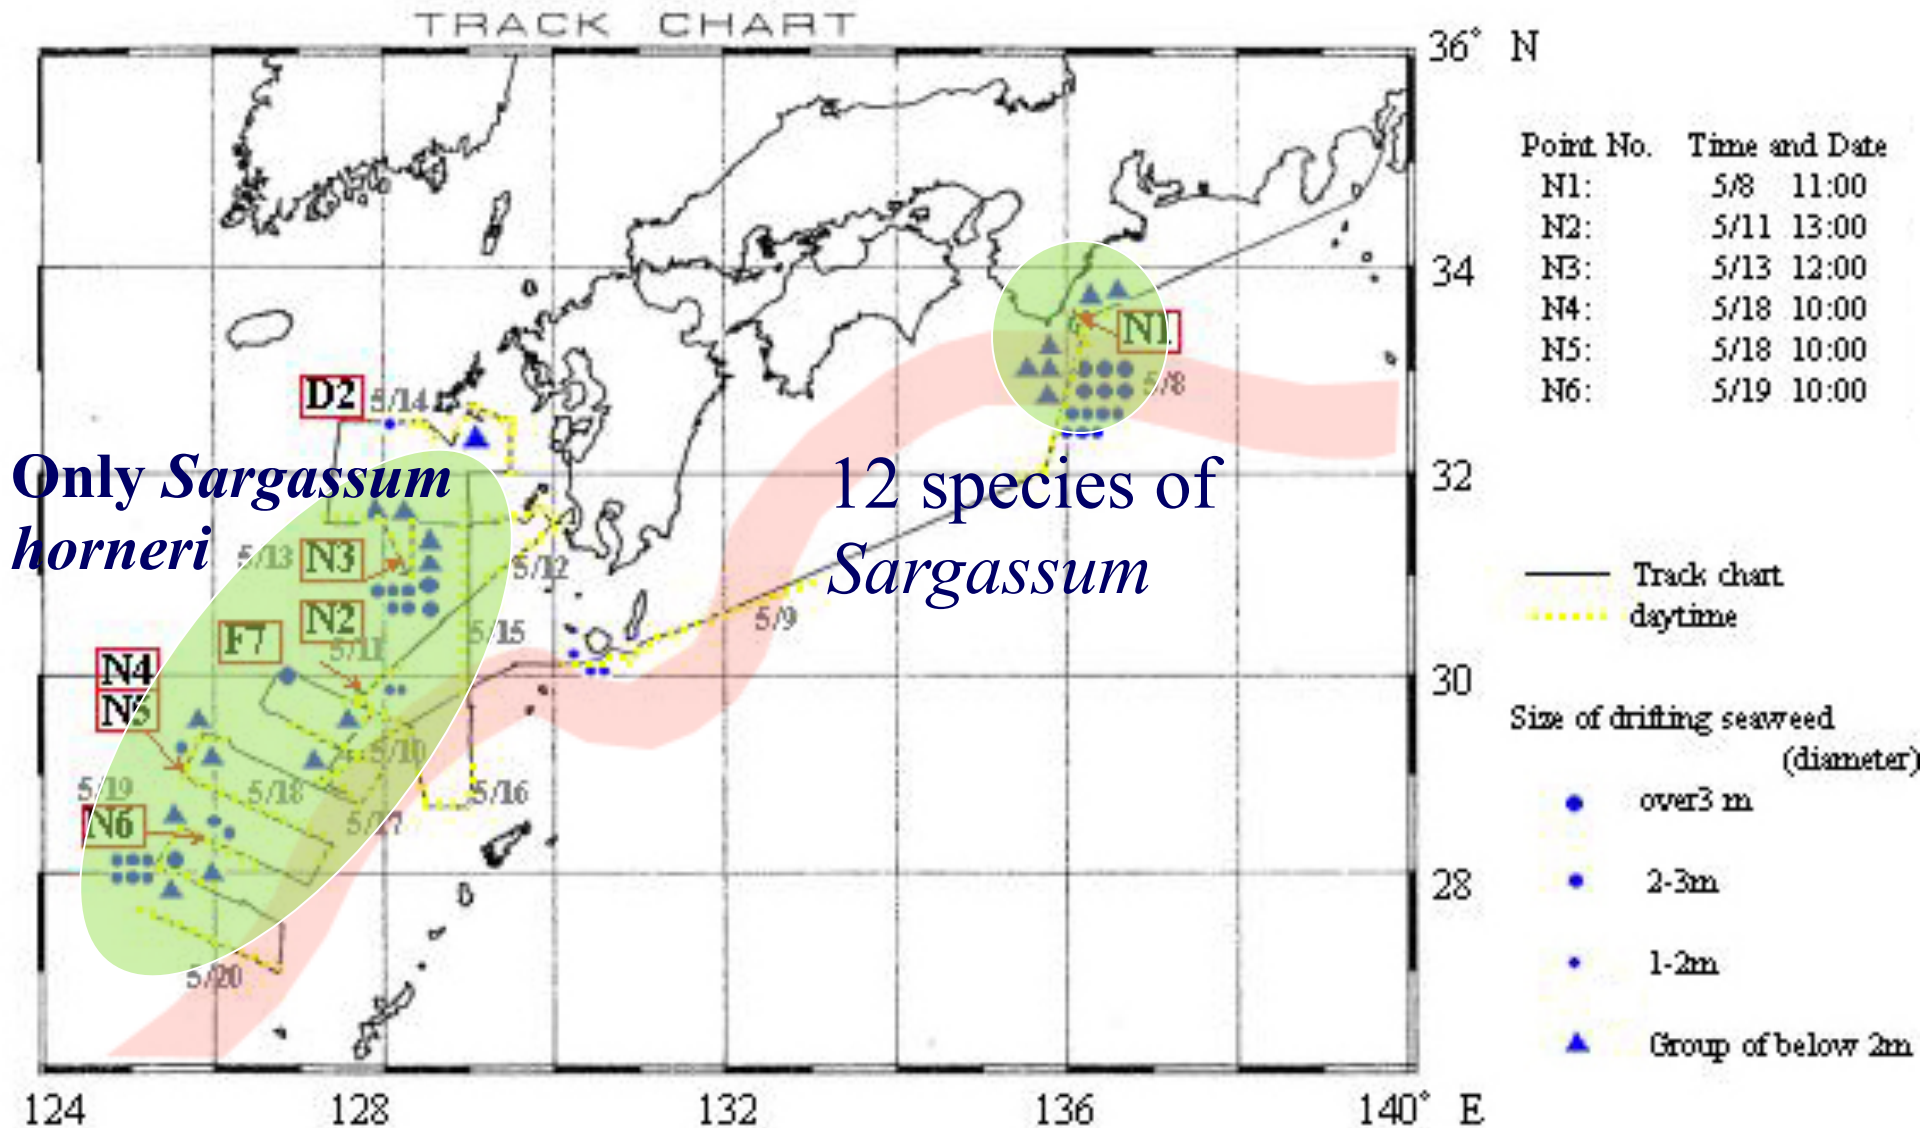 TRACK CHART
36° N
Point No. Time and Date
N1: 5/8 11:00
N2: 5/11 13:00
N3: 5/13 12:00
N4: 5/18 10:00
N5: 5/18 10:00
N6: 5/19 10:00
34
N1
5/8
D2 5/14
32
Only Sargassum
horneri
12 species of
Sargassum
5/13 N3 5/12
N2
F7 5/11 5/15 5/9
N4
N5
30
5/10
5/19 5/18 5/16
N6 5/17
28
5/20
Track chart
daytime
Size of drifting seaweed
(diameter)
over3 m
2-3m
1-2m
Group of below 2m
124 128 132 136 140° E